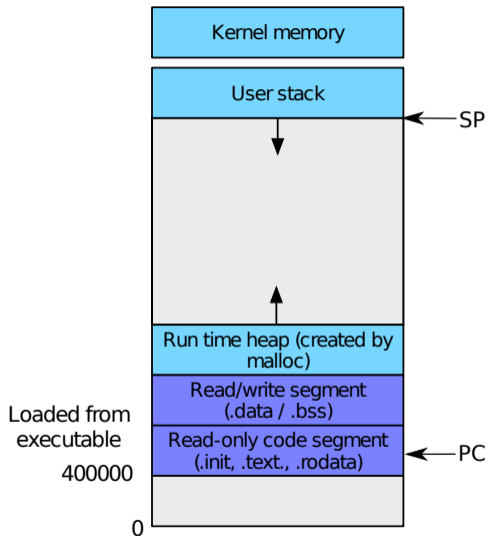 Kernel memory
User stack
SP
Run time heap (created by
malloc)
Read/write segment
(.data / .bss)
Loaded from
executable
Read-only code segment
(.init, .text., .rodata)
PC
400000
0